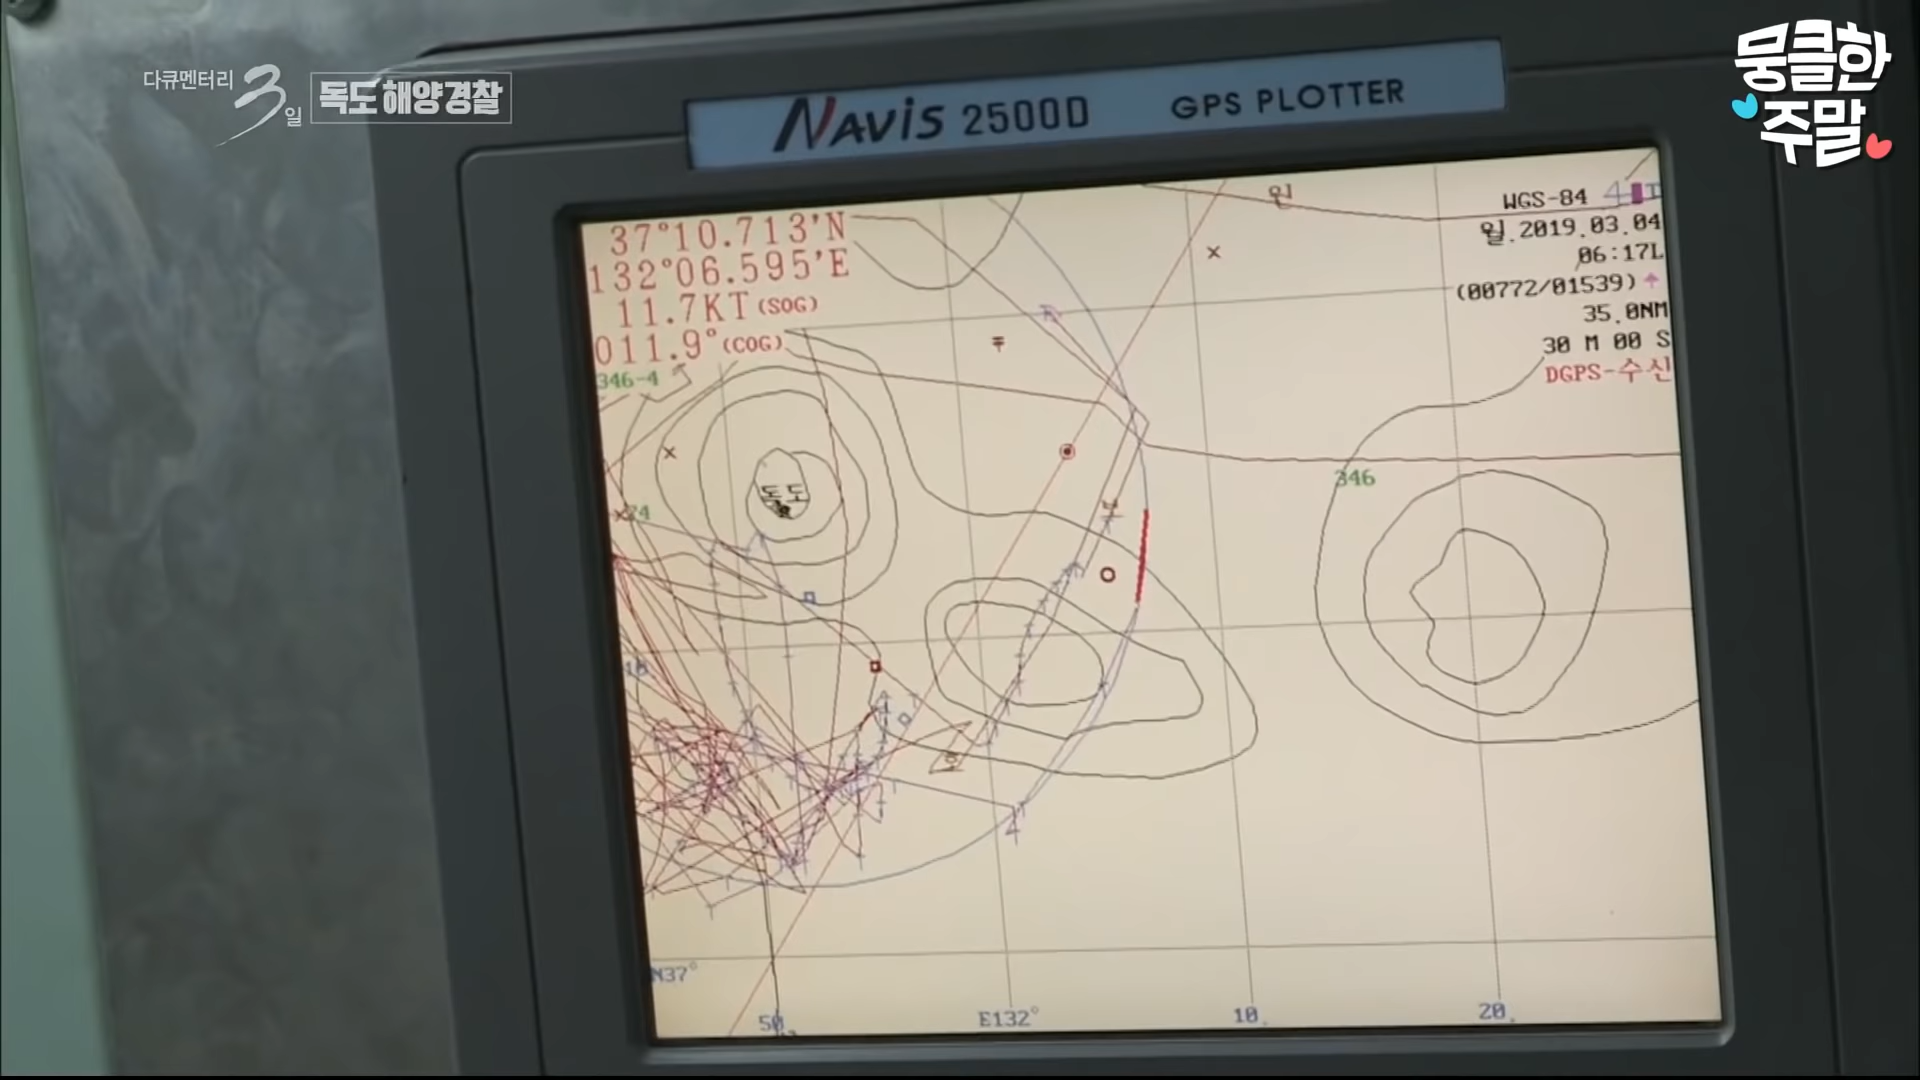 다큐멘터리 3일 독도 해양경찰
뭉클한
주말
NAVIS 2500D GPS PLOTTER
37°10.713'N
132°06.595'E
11.7KT(SOG)
011.9°(COG)
346-4
WGS-84
월.2019.03.04
06:17L
(00772/01539)
35.0NM
30 M 00 S
DGPS-수신
인
독도
346
부
N37°
50
E132°
10
20